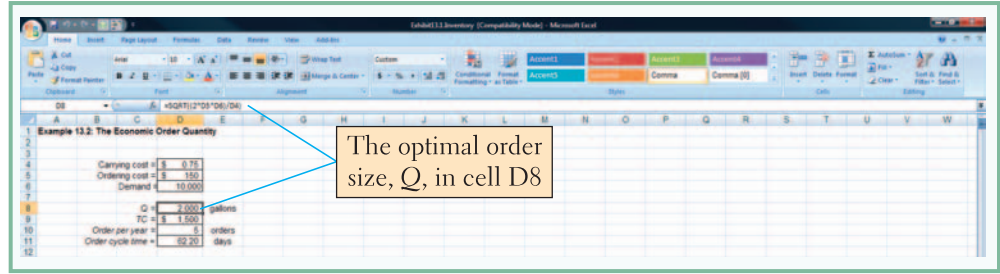 Exhibit13.1.Inventory [Compatibility Mode] - Microsoft Excel
Home Insert Page Layout Formulas Data Review View Add-Ins
Cut
Copy
Format Painter
Paste
Clipboard
Arial 10
Font
Wrap Text
Merge & Center
Alignment
Custom
Number
Conditional Formatting
Format as Table
Accent1 Accent3
Accent5 Comma Comma [0]
Styles
Insert Delete Format
Cells
AutoSum
Fill
Clear
Sort & Filter
Find & Select
Editing
D8 =SQRT((2*D5*D6)/D4)
A B C D E F G H I J K L M N O P Q R S T U V W
1 Example 13.2: The Economic Order Quantity
2
3
4 Carrying cost = $ 0.75
5 Ordering cost = $ 150
6 Demand = 10,000
7
8 Q = 2,000 gallons
9 TC = $ 1,500
10 Order per year = 5 orders
11 Order cycle time = 62.20 days
12
The optimal order
size, Q, in cell D8